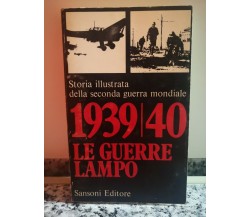 Storia illustrata
della seconda guerra mondiale
1939/40
LE GUERRE
LAMPO
Sansoni Editore